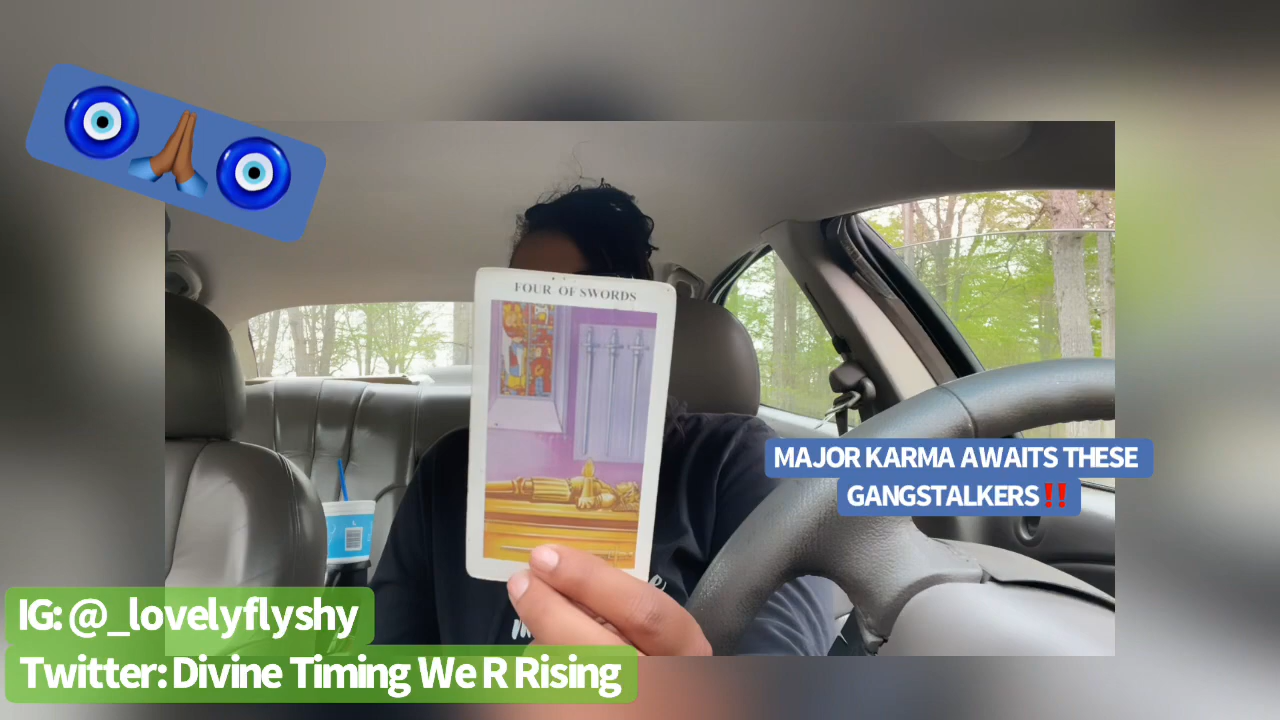 FOUR OF SWORDS
MAJOR KARMA AWAITS THESE
GANGSTALKERS‼️
IG: @_lovelyflyshy
Twitter: Divine Timing We R Rising